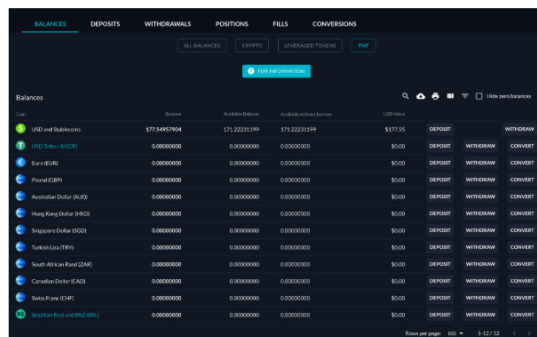 BALANCES DEPOSITS WITHDRAWALS POSITIONS FILLS CONVERSIONS
ALL BALANCES CRYPTO LEVERAGED TOKENS FIAT
FIAT INFORMATION
Balances Hide zero balances
Coin Balance Available Balance Available without borrow USD Value
USD and Stablecoins 177.54957904 171.22231199 171.22231199 $177.55 DEPOSIT WITHDRAW
USD Tether (USDT) 0.00000000 0.00000000 0.00000000 $0.00 DEPOSIT WITHDRAW CONVERT
Euro (EUR) 0.00000000 0.00000000 0.00000000 $0.00 DEPOSIT WITHDRAW CONVERT
Pound (GBP) 0.00000000 0.00000000 0.00000000 $0.00 DEPOSIT WITHDRAW CONVERT
Australian Dollar (AUD) 0.00000000 0.00000000 0.00000000 $0.00 DEPOSIT WITHDRAW CONVERT
Hong Kong Dollar (HKD) 0.00000000 0.00000000 0.00000000 $0.00 DEPOSIT WITHDRAW CONVERT
Singapore Dollar (SGD) 0.00000000 0.00000000 0.00000000 $0.00 DEPOSIT WITHDRAW CONVERT
Turkish Lira (TRY) 0.00000000 0.00000000 0.00000000 $0.00 DEPOSIT WITHDRAW CONVERT
South African Rand (ZAR) 0.00000000 0.00000000 0.00000000 $0.00 DEPOSIT WITHDRAW CONVERT
Canadian Dollar (CAD) 0.00000000 0.00000000 0.00000000 $0.00 DEPOSIT WITHDRAW CONVERT
Swiss Franc (CHF) 0.00000000 0.00000000 0.00000000 $0.00 DEPOSIT WITHDRAW CONVERT
Brazilian Real and BRZ (BRL) 0.00000000 0.00000000 0.00000000 $0.00 DEPOSIT WITHDRAW CONVERT
Rows per page: 100 1-12 / 12